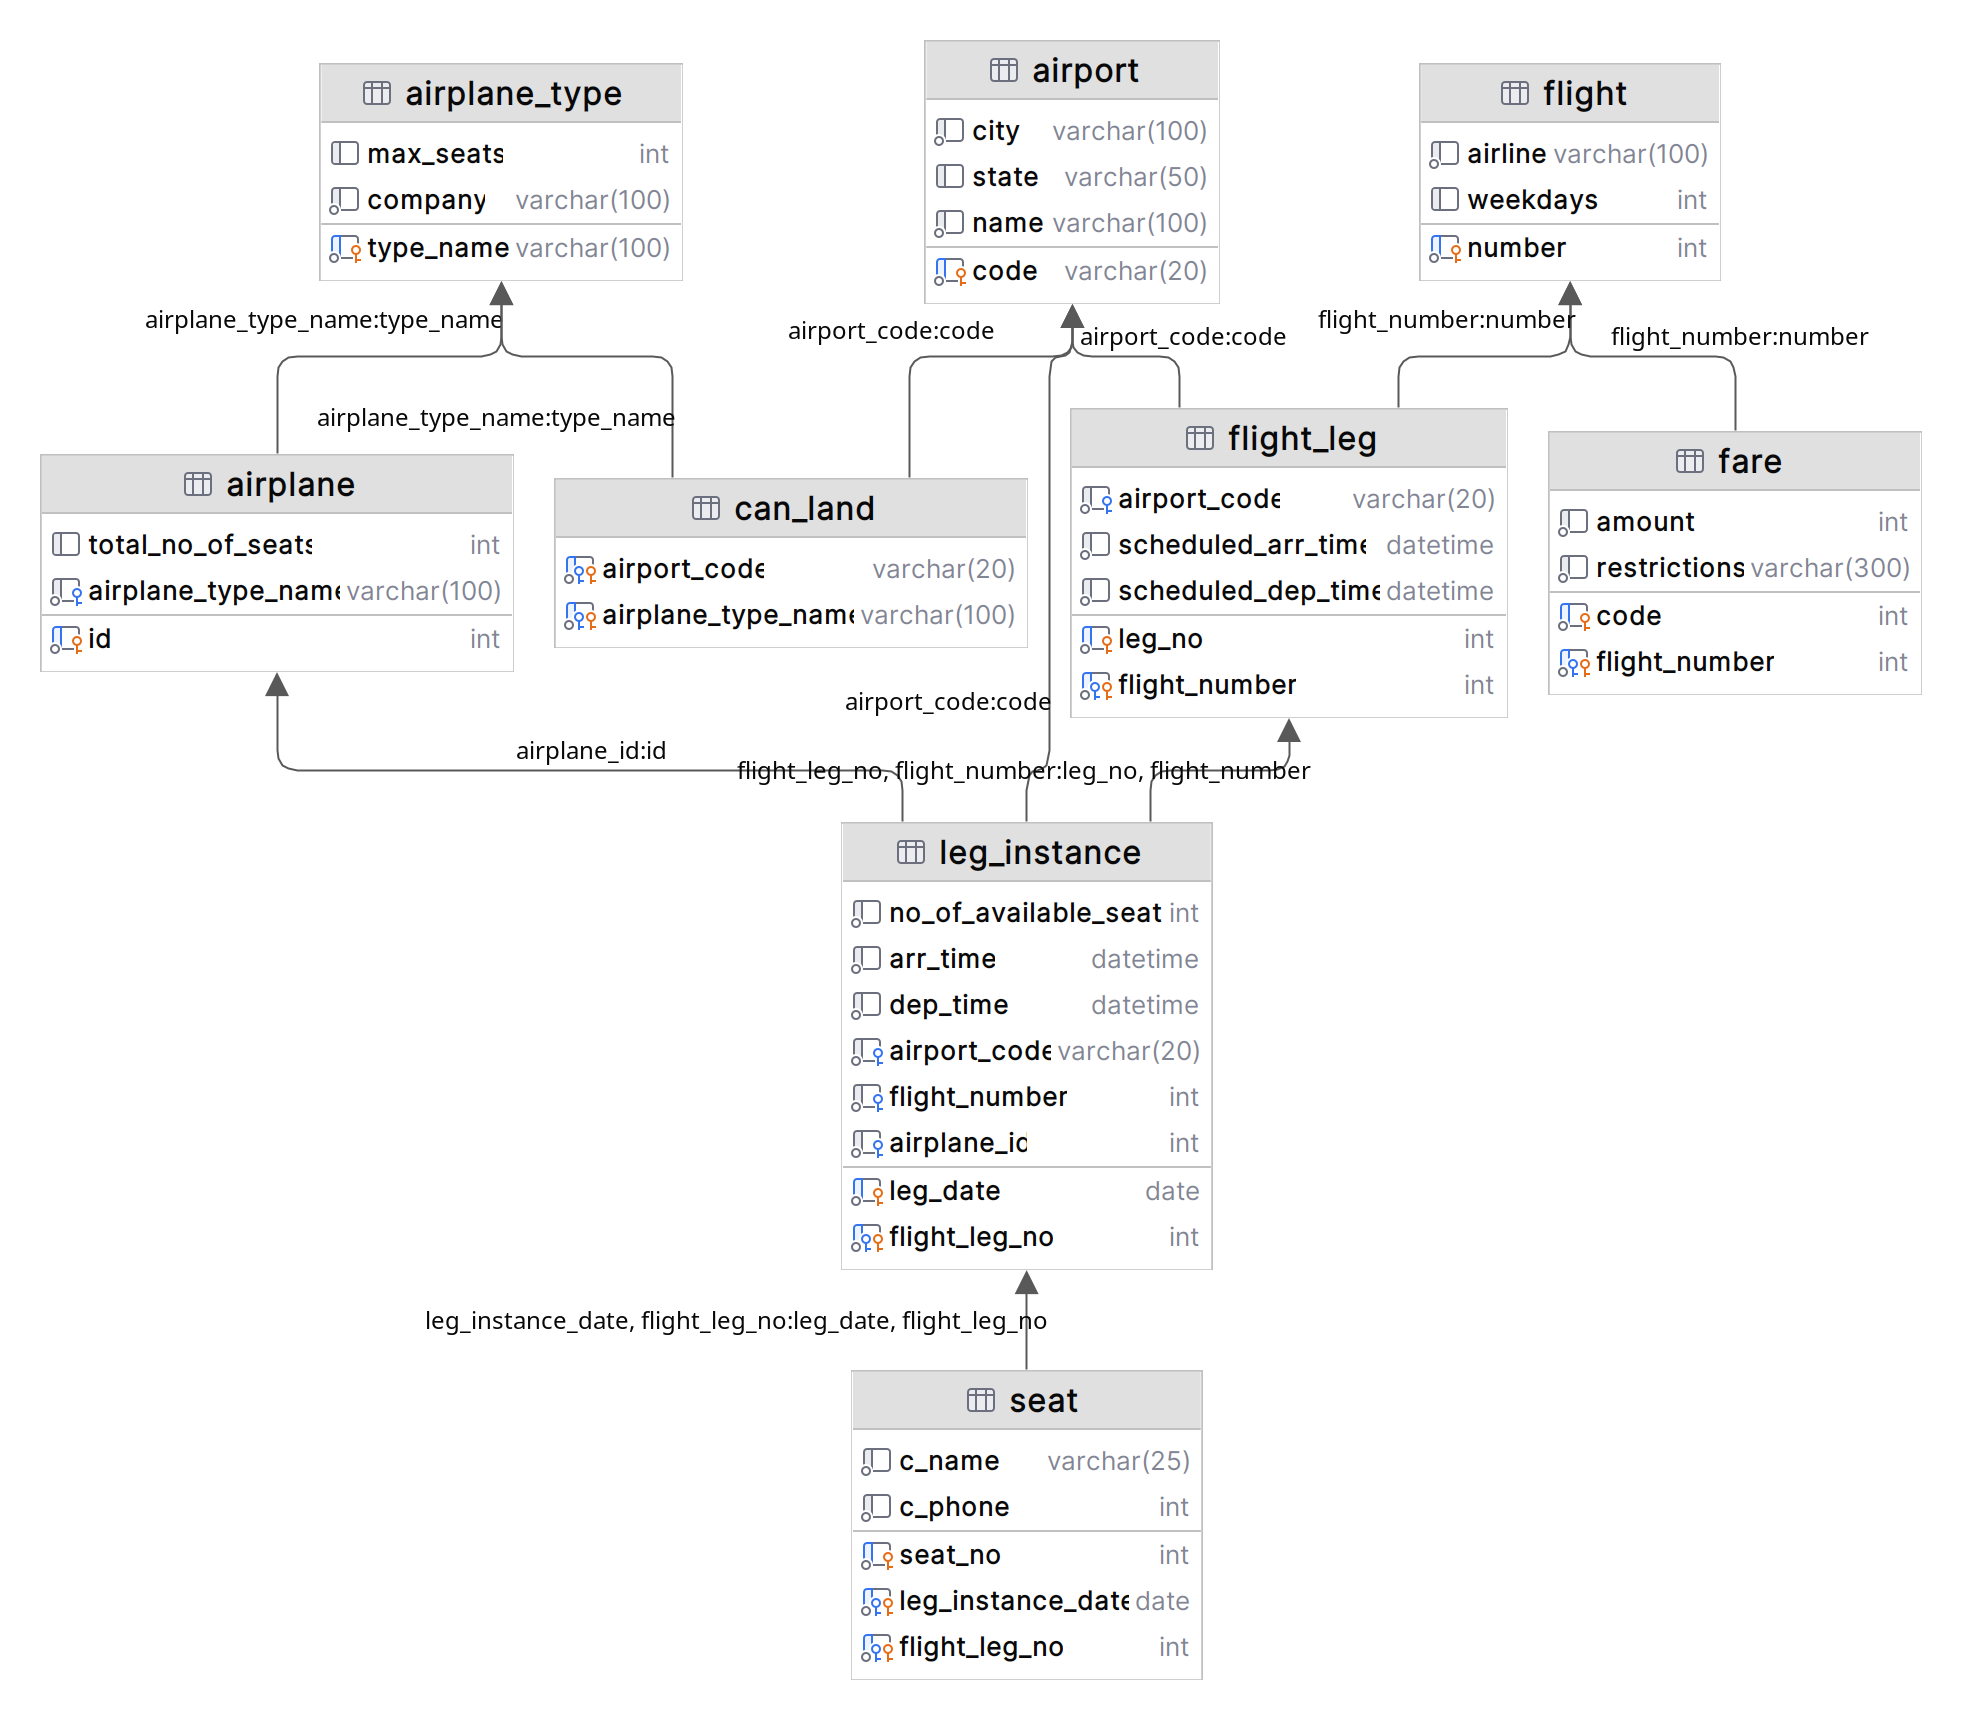 airplane_type
max_seats int
company varchar(100)
type_name varchar(100)
airport
city varchar(100)
state varchar(50)
name varchar(100)
code varchar(20)
flight
airline varchar(100)
weekdays int
number int
airplane_type_name:type_name
airplane_type_name:type_name
airport_code:code
airport_code:code
flight_number:number
flight_number:number
airplane
total_no_of_seats int
airplane_type_name varchar(100)
id int
can_land
airport_code varchar(20)
airplane_type_name varchar(100)
flight_leg
airport_code varchar(20)
scheduled_arr_time datetime
scheduled_dep_time datetime
leg_no int
flight_number int
fare
amount int
restrictions varchar(300)
code int
flight_number int
airport_code:code
airplane_id:id
flight_leg_no, flight_number:leg_no, flight_number
leg_instance
no_of_available_seat int
arr_time datetime
dep_time datetime
airport_code varchar(20)
flight_number int
airplane_id int
leg_date date
flight_leg_no int
leg_instance_date, flight_leg_no:leg_date, flight_leg_no
seat
c_name varchar(25)
c_phone int
seat_no int
leg_instance_date date
flight_leg_no int